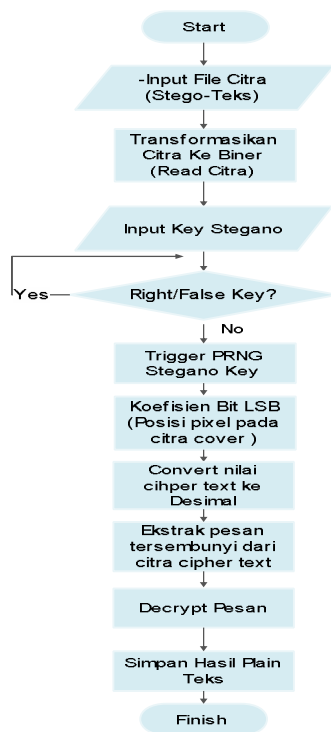 Start
-Input File Citra
(Stego-Teks)
Transformasikan
Citra Ke Biner
(Read Citra)
Input Key Stegano
Yes
Right/False Key?
No
Trigger PRNG
Stegano Key
Koefisien Bit LSB
(Posisi pixel pada
citra cover )
Convert nilai
cihper text ke
Desimal
Ekstrak pesan
tersembunyi dari
citra cipher text
Decrypt Pesan
Simpan Hasil Plain
Teks
Finish